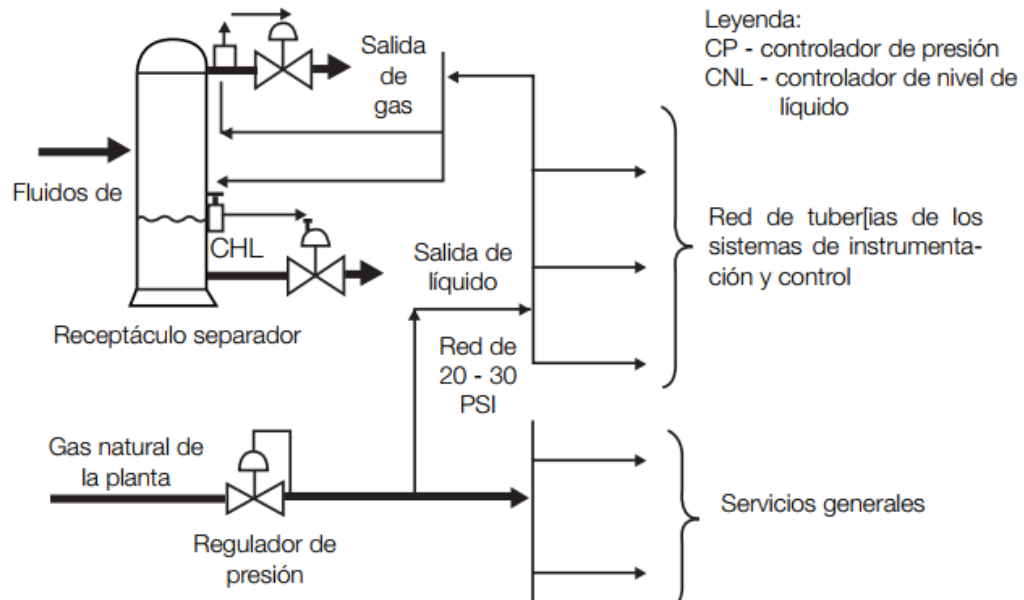 Leyenda:
CP - controlador de presión
CNL - controlador de nivel de
líquido
Salida
de
gas
Fluidos de
CHL
Salida de
líquido
Receptáculo separador
Red de tuber[ias de los
sistemas de instrumenta-
ción y control
Red de
20 - 30
PSI
Gas natural de
la planta
Regulador de
presión
Servicios generales